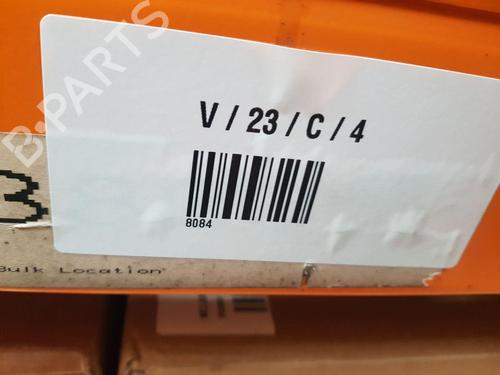 B-PARTS
V / 23 / C / 4
8084
3
Bulk Location'